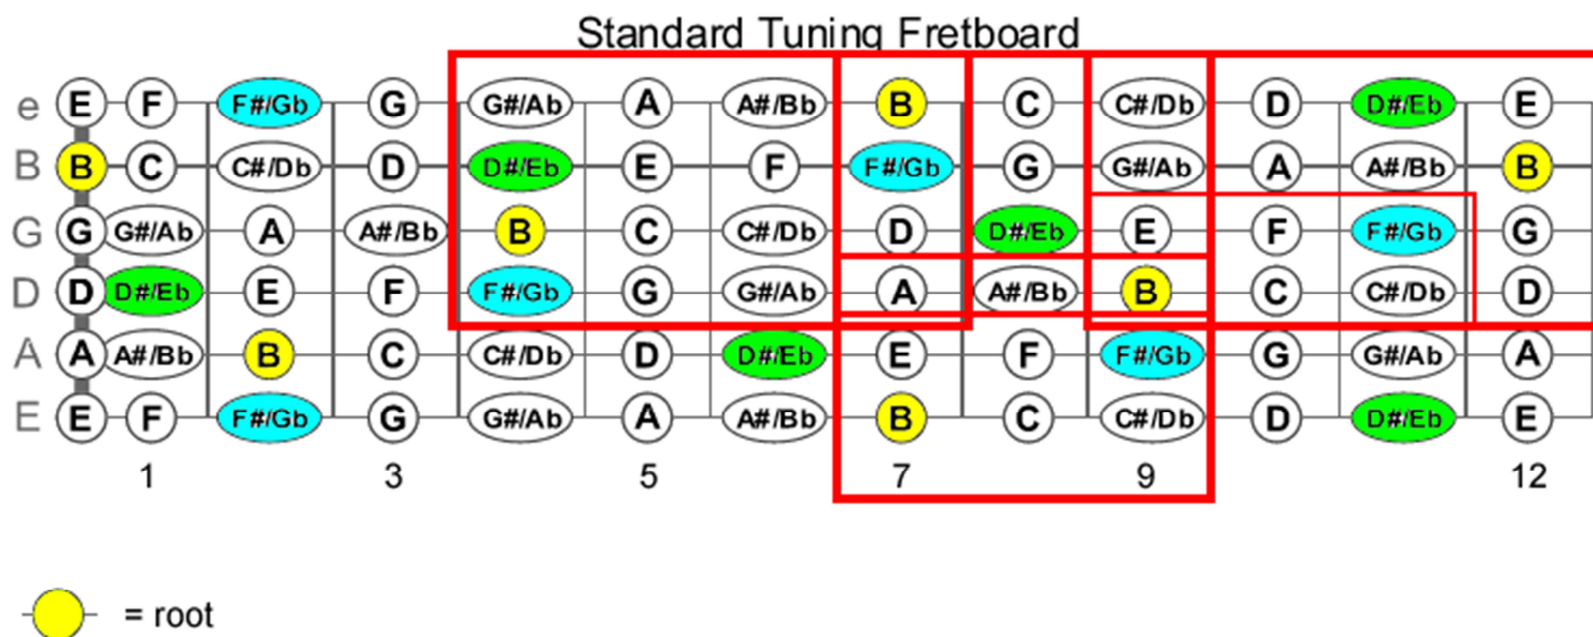 Standard Tuning Fretboard
e E F F#/Gb G G#/Ab A A#/Bb B C C#/Db D D#/Eb E
B B C C#/Db D D#/Eb E F F#/Gb G G#/Ab A A#/Bb B
G G G#/Ab A A#/Bb B C C#/Db D D#/Eb E F F#/Gb G
D D D#/Eb E F F#/Gb G G#/Ab A A#/Bb B C C#/Db D
A A A#/Bb B C C#/Db D D#/Eb E F F#/Gb G G#/Ab A
E E F F#/Gb G G#/Ab A A#/Bb B C C#/Db D D#/Eb E
1 3 5 7 9 12
= root